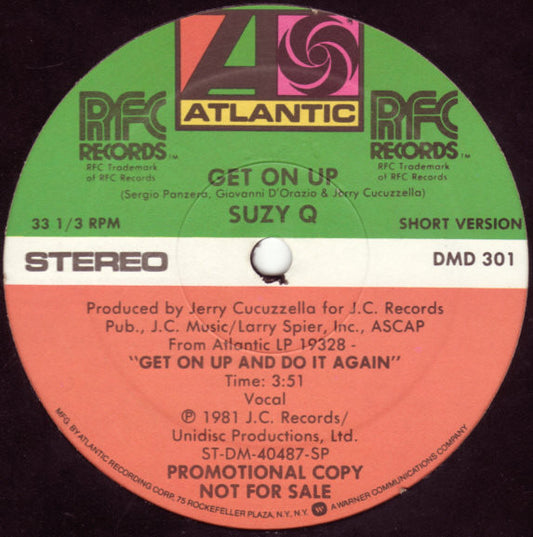 ATLANTIC
RFC
RECORDS™
RFC Trademark
of RFC Records
RFC
RECORDS™
RFC Trademark
of RFC Records
GET ON UP
(Sergio Panzera, Giovanni D'Orazio & Jerry Cucuzzella)
SUZY Q
33 1/3 RPM
SHORT VERSION
STEREO
DMD 301
Produced by Jerry Cucuzzella for J.C. Records
Pub., J.C. Music/Larry Spier, Inc., ASCAP
From Atlantic LP 19328 -
"GET ON UP AND DO IT AGAIN"
Time: 3:51
Vocal
℗ 1981 J.C. Records/
Unidisc Productions, Ltd.
ST-DM-40487-SP
PROMOTIONAL COPY
NOT FOR SALE
MFG. BY ATLANTIC RECORDING CORP. 75 ROCKEFELLER PLAZA, N.Y. N.Y. W A WARNER COMMUNICATIONS COMPANY